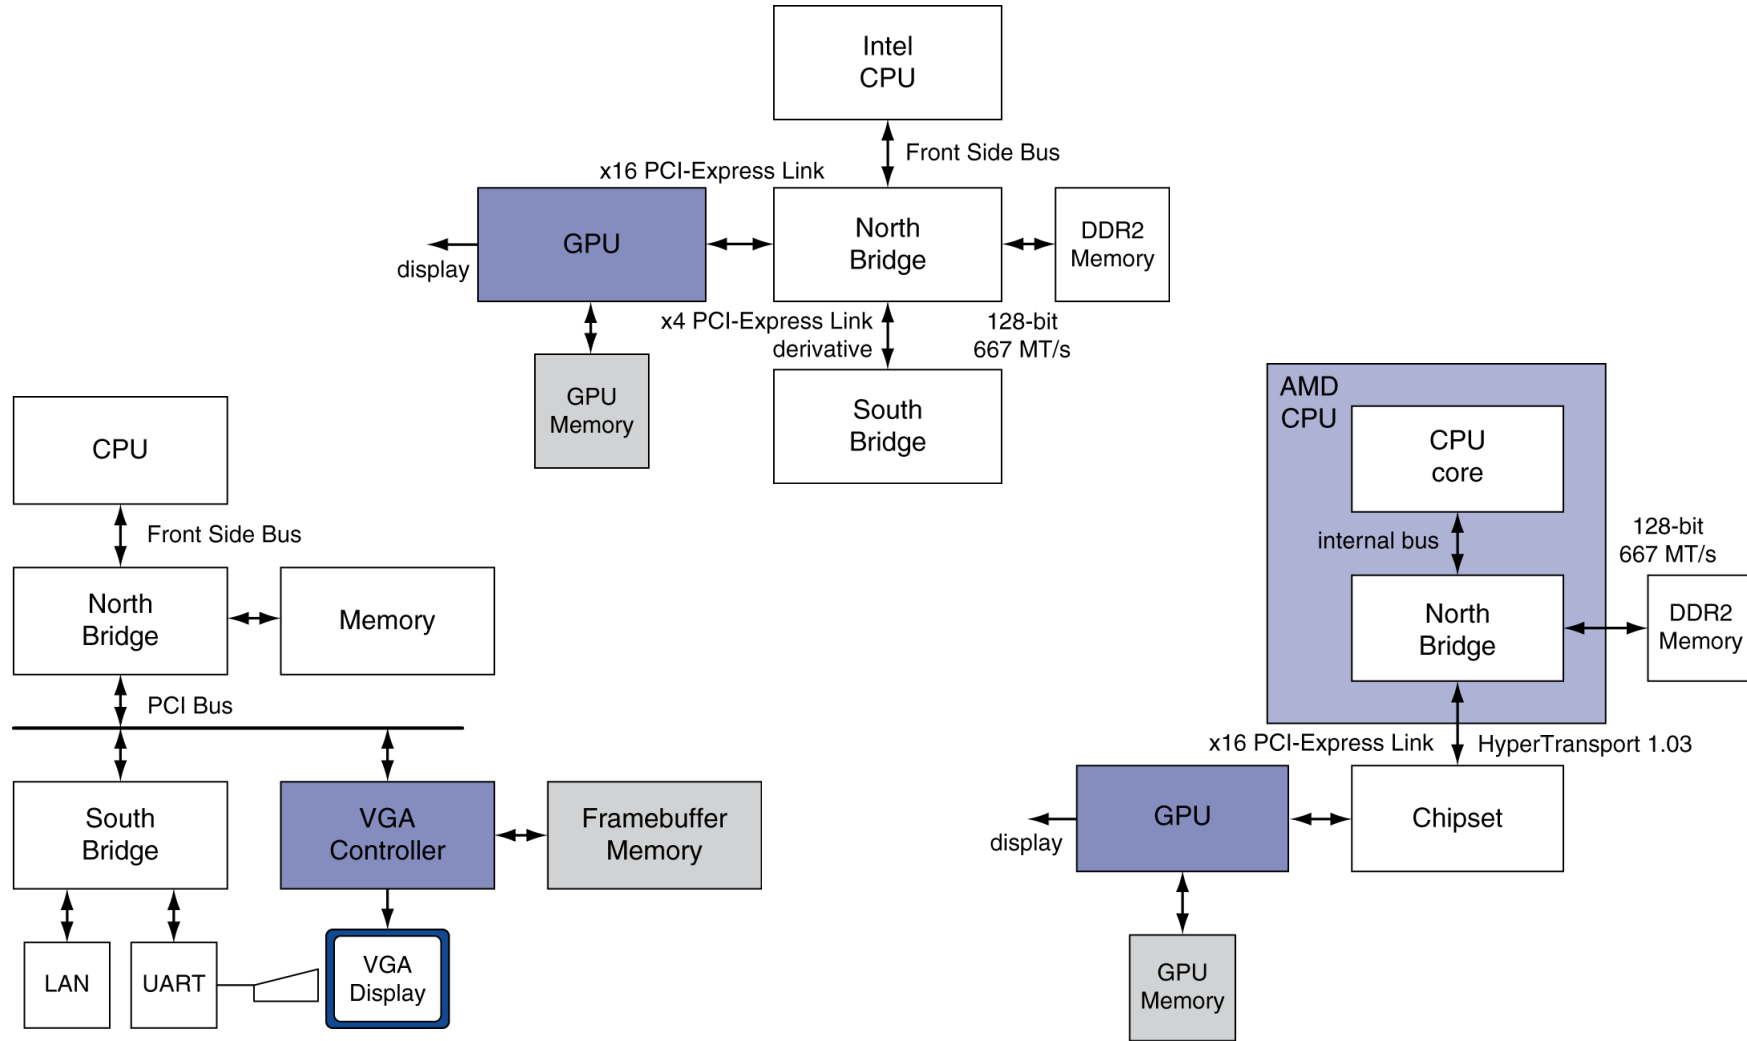 Intel
CPU
Front Side Bus
x16 PCI-Express Link
GPU
North
Bridge
DDR2
Memory
display
x4 PCI-Express Link
derivative
128-bit
667 MT/s
GPU
Memory
South
Bridge
CPU
Front Side Bus
North
Bridge
Memory
PCI Bus
South
Bridge
VGA
Controller
Framebuffer
Memory
LAN
UART
VGA
Display
AMD
CPU
CPU
core
internal bus
128-bit
667 MT/s
North
Bridge
DDR2
Memory
x16 PCI-Express Link
HyperTransport 1.03
GPU
Chipset
display
GPU
Memory